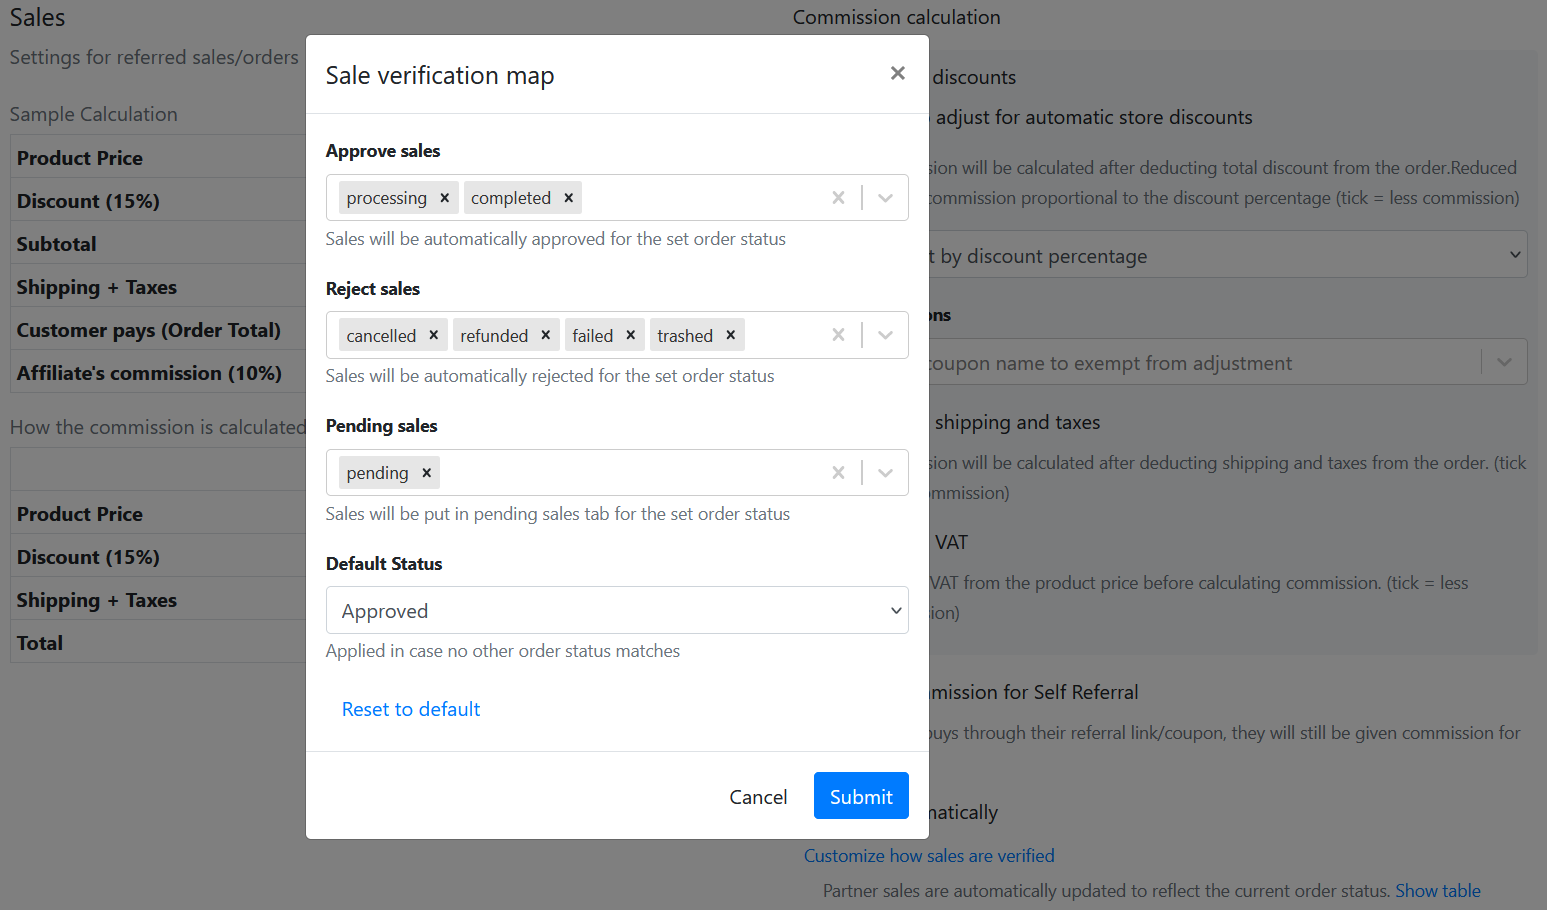 Sales
Settings for referred sales/orders
Sample Calculation
Product Price
Discount (15%)
Subtotal
Shipping + Taxes
Customer pays (Order Total)
Affiliate's commission (10%)
How the commission is calculated
Product Price
Discount (15%)
Shipping + Taxes
Total
Sale verification map
Approve sales
processing completed
Sales will be automatically approved for the set order status
Reject sales
cancelled refunded failed trashed
Sales will be automatically rejected for the set order status
Pending sales
pending
Sales will be put in pending sales tab for the set order status
Default Status
Approved
Applied in case no other order status matches
Reset to default
Cancel Submit
Commission calculation
discounts
adjust for automatic store discounts
will be calculated after deducting total discount from the order.Reduced
commission proportional to the discount percentage (tick = less commission)
by discount percentage
coupon name to exempt from adjustment
shipping and taxes
will be calculated after deducting shipping and taxes from the order. (tick
VAT
VAT from the product price before calculating commission. (tick = less
for Self Referral
through their referral link/coupon, they will still be given commission for
Customize how sales are verified
Partner sales are automatically updated to reflect the current order status. Show table